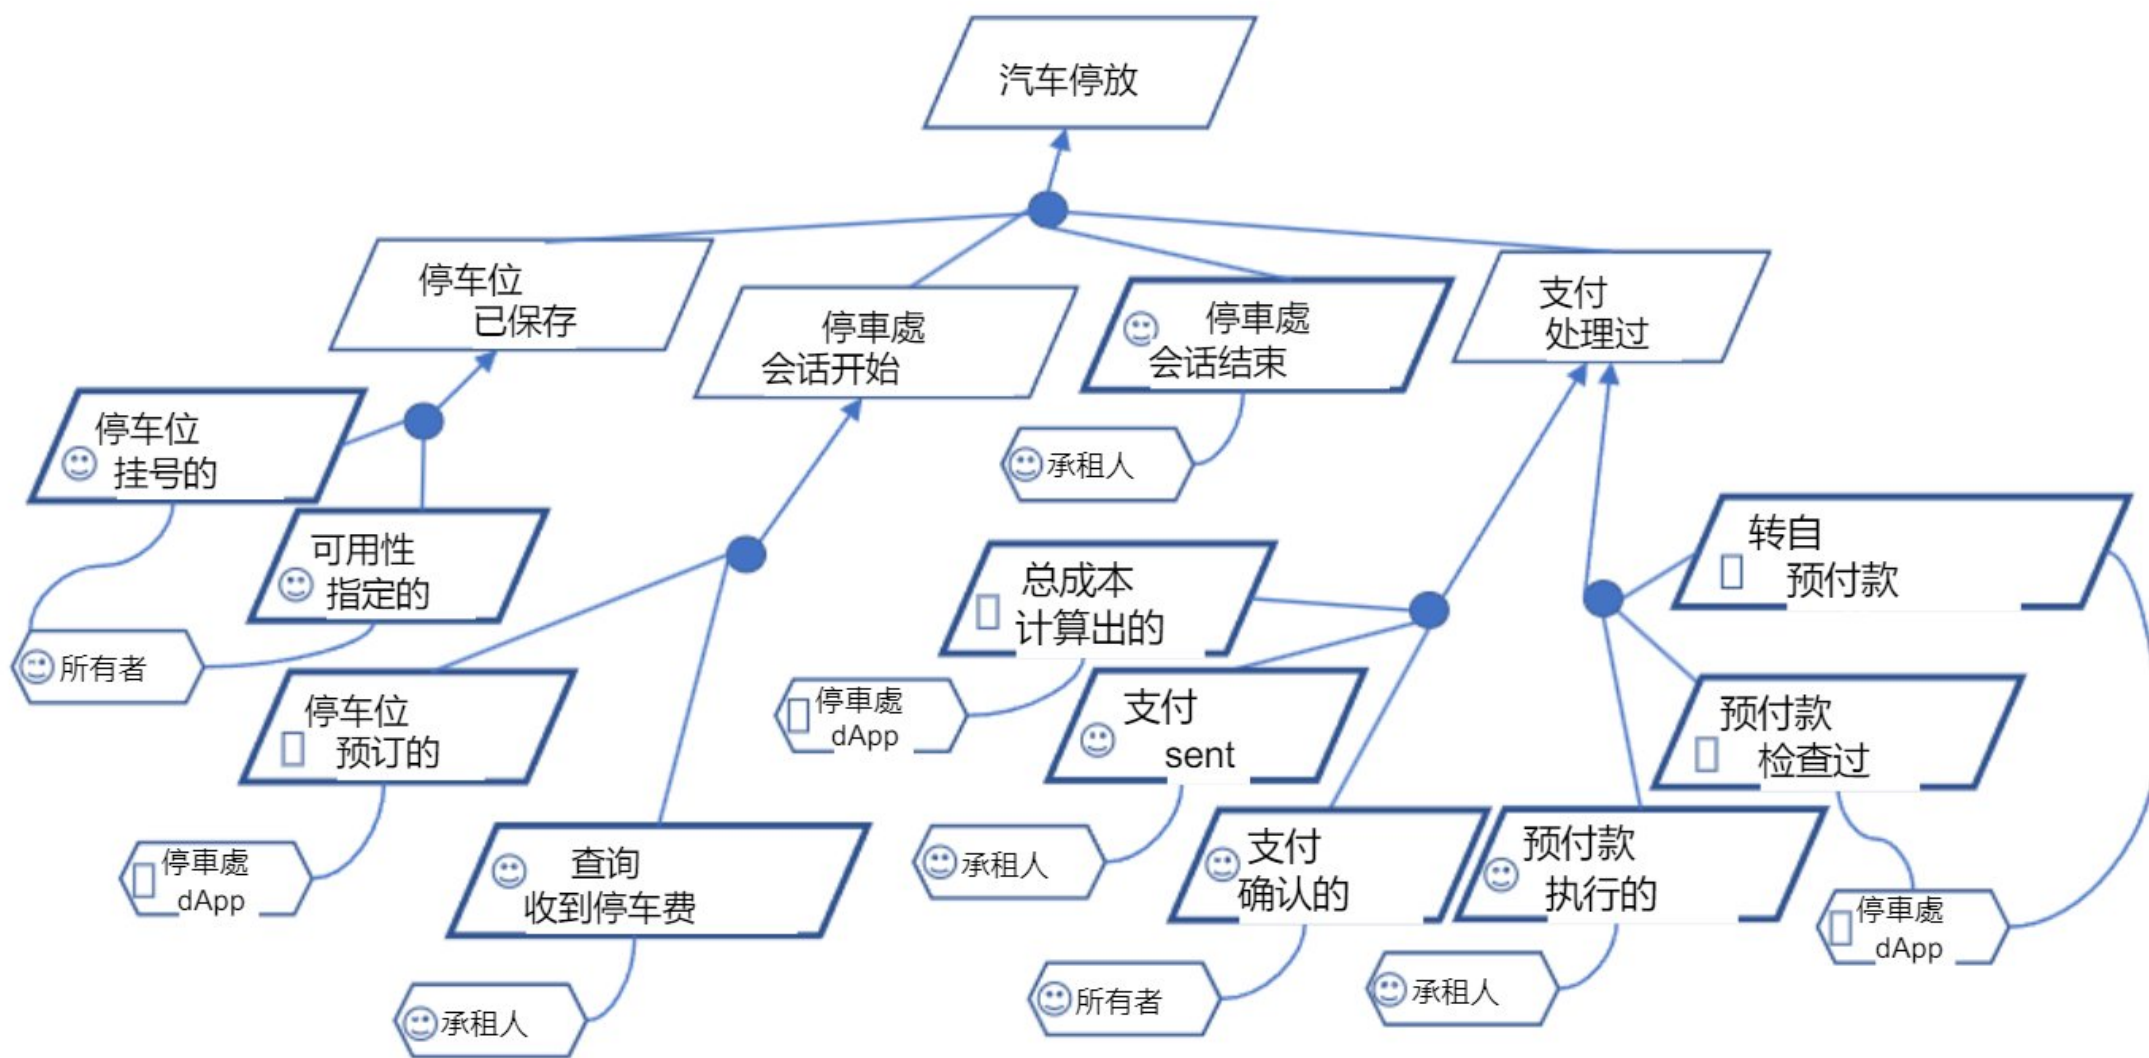 汽车停放
停车位
已保存
停車處
会话开始
停車處
会话结束
支付
处理过
停车位
挂号的
承租人
可用性
指定的
转自
预付款
总成本
计算出的
所有者
停车位
预订的
停車處
dApp
支付
sent
预付款
检查过
停車處
dApp
查询
收到停车费
承租人
支付
确认的
预付款
执行的
停車處
dApp
承租人
所有者
承租人